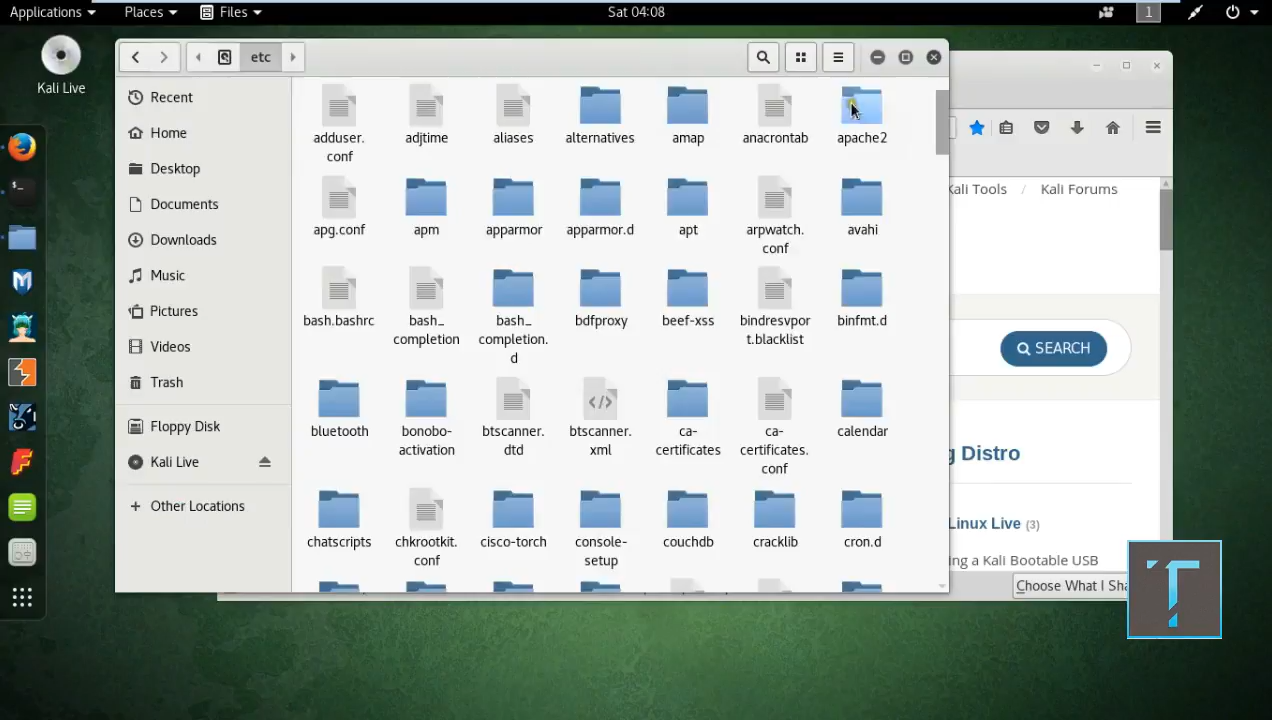 Applications
Places
Files
Sat 04:08
1
Kali Live
etc
Recent
Home
Desktop
Documents
Downloads
Music
Pictures
Videos
Trash
Floppy Disk
Kali Live
Other Locations
adduser.
conf
adjtime
aliases
alternatives
amap
anacrontab
apache2
apg.conf
apm
apparmor
apparmor.d
apt
arpwatch.
conf
avahi
bash.bashrc
bash_
completion
bash_
completion.
d
bdfproxy
beef-xss
bindresvpor
t.blacklist
binfmt.d
bluetooth
bonobo-
activation
btscanner.
dtd
btscanner.
xml
ca-
certificates
ca-
certificates.
conf
calendar
chatscripts
chkrootkit.
conf
cisco-torch
console-
setup
couchdb
cracklib
cron.d
Kali Tools / Kali Forums
SEARCH
g Distro
Linux Live (3)
ing a Kali Bootable USB
Choose What I Sha
T